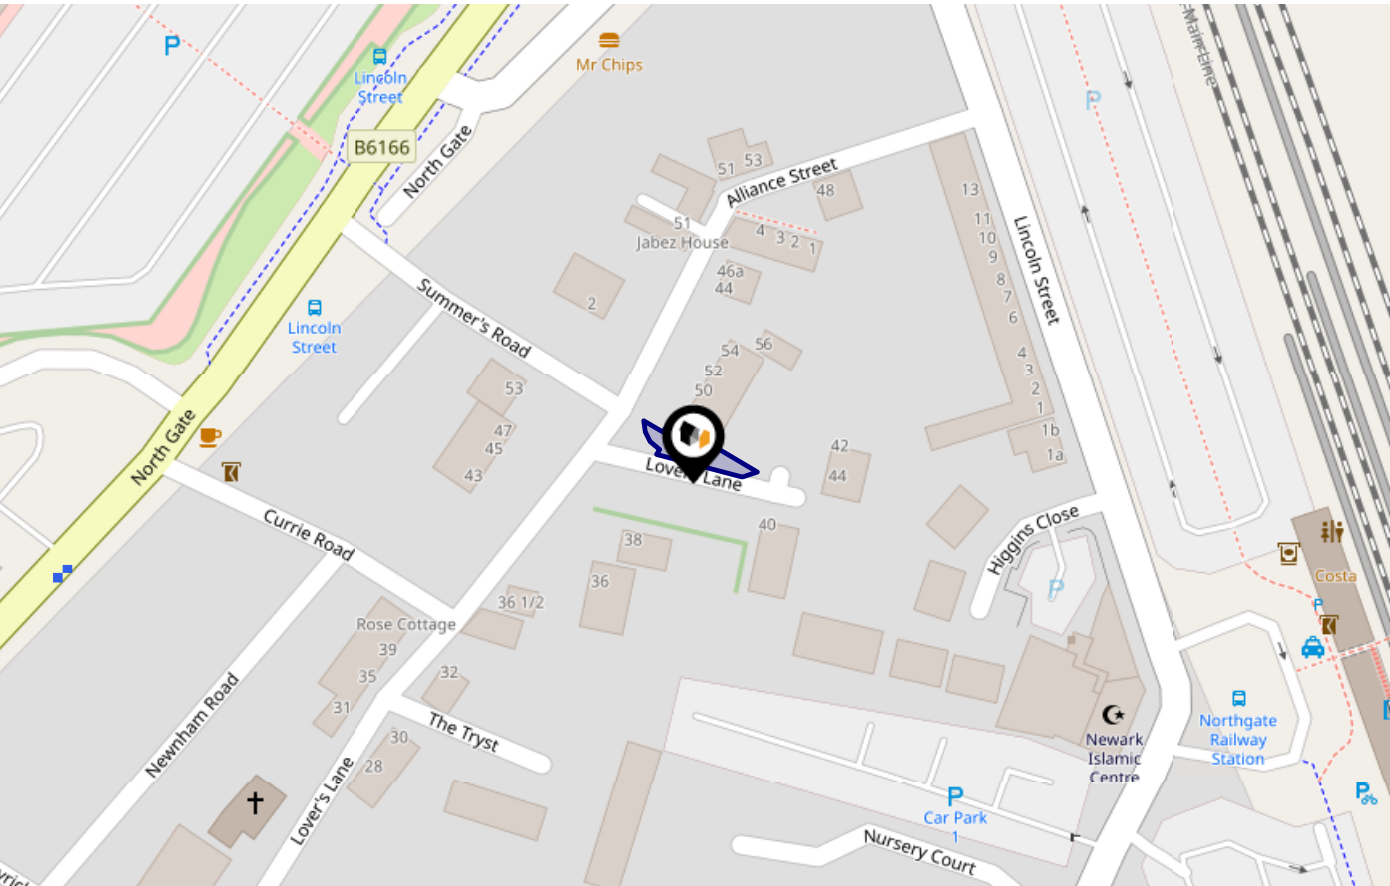 Main Line
P
Lincoln
Street
Mr Chips
P
B6166
North Gate
51
53
Alliance Street
48
13
51
Jabez House
4
3
2
1
11
10
9
8
7
6
4
3
2
1
1b
1a
Lincoln Street
46a
44
2
Summer's Road
Lincoln
Street
54
56
52
50
53
47
45
43
North Gate
42
44
Lane
Currie Road
40
38
36
36 1/2
Higgins Close
P
Costa
P
Rose Cottage
39
35
31
32
30
28
The Tryst
Newnham Road
Lover's Lane
Newark
Islamic
Centre
Northgate
Railway
Station
P
P
Car Park
1
Nursery Court